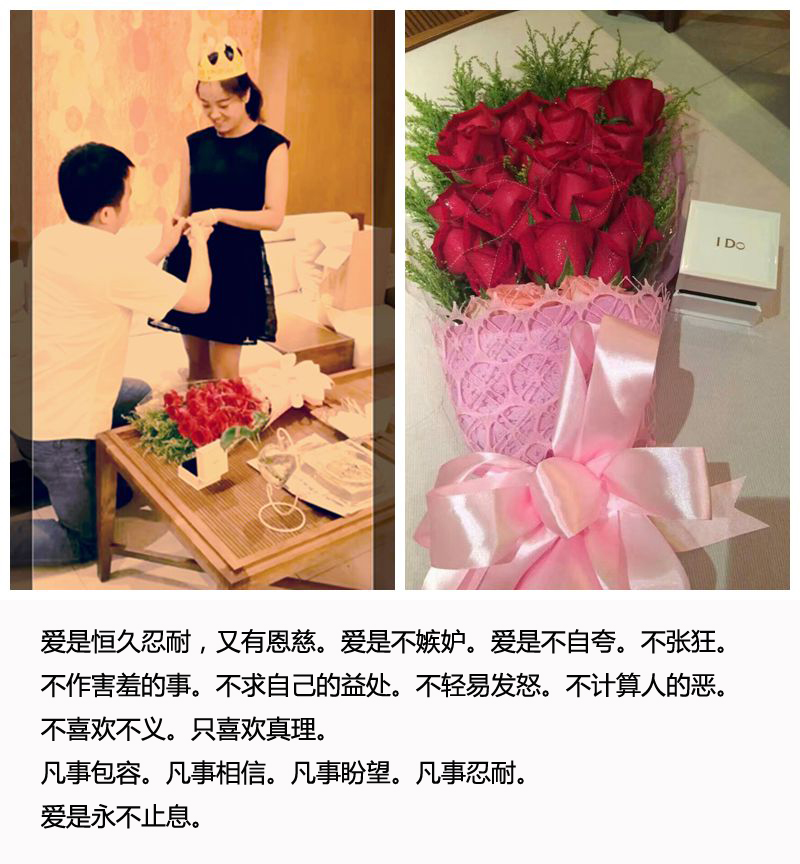 I DO
爱是恒久忍耐，又有恩慈。爱是不嫉妒。爱是不自夸。不张狂。
不作害羞的事。不求自己的益处。不轻易发怒。不计算人的恶。
不喜欢不义。只喜欢真理。
凡事包容。凡事相信。凡事盼望。凡事忍耐。
爱是永不止息。